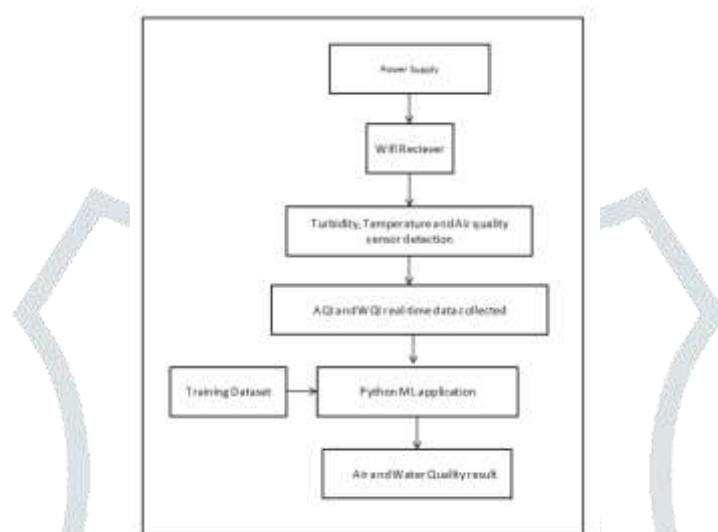 Power Supply
Wifi Reciever
Turbidity, Temperature and Air quality
sensor detection
AQI and WQI real-time data collected
Training Dataset
Python ML application
Air and Water Quality result